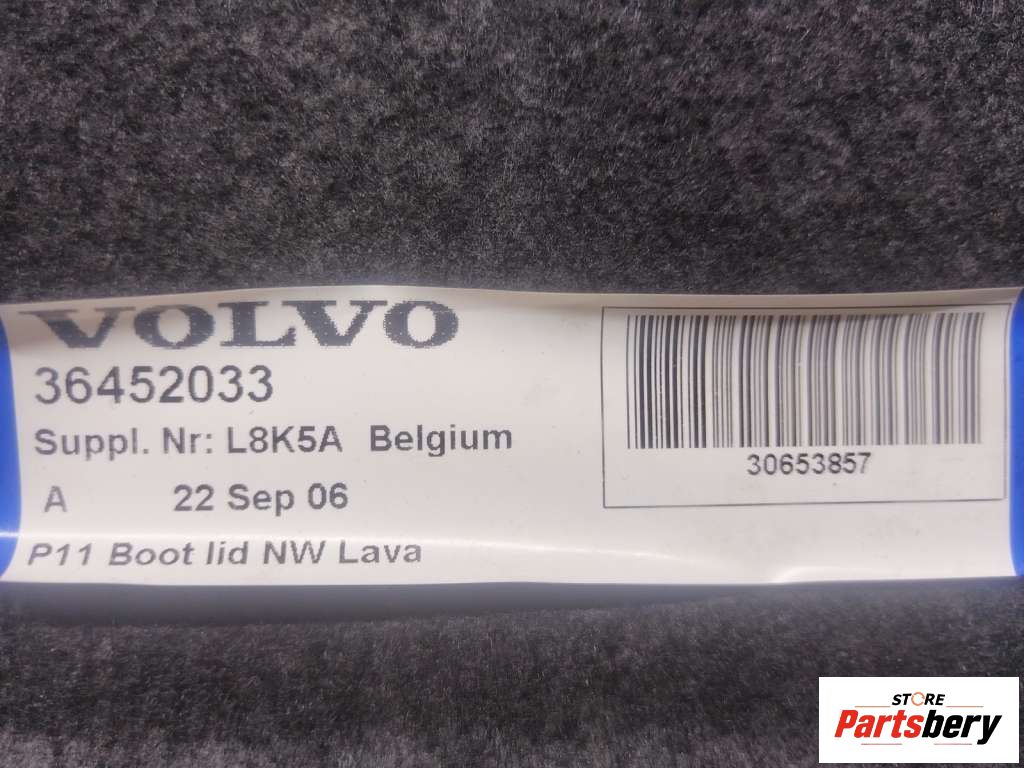 VOLVO
36452033
Suppl. Nr: L8K5A Belgium
A 22 Sep 06
P11 Boot lid NW Lava
30653857
STORE
Partsbery